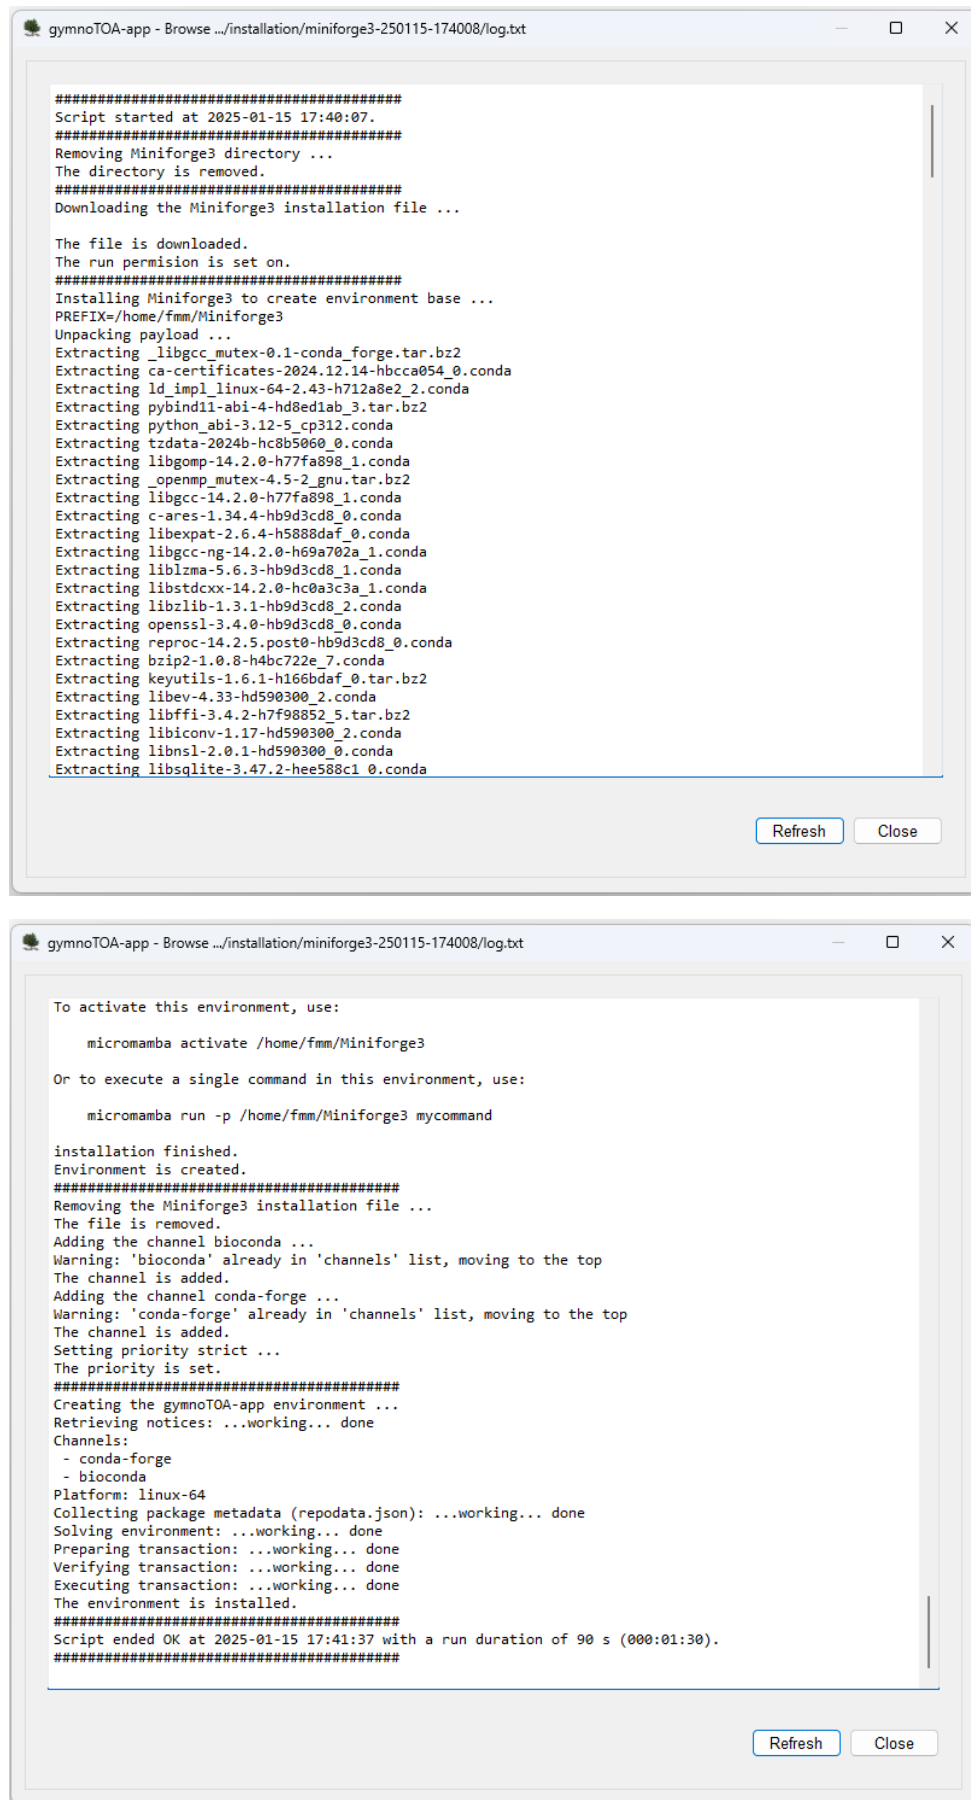 gymnoTOA-app - Browse .../installation/miniforge3-250115-174008/log.txt
#########################################
Script started at 2025-01-15 17:40:07.
#########################################
Removing Miniforge3 directory ...
The directory is removed.
#########################################
Downloading the Miniforge3 installation file ...
The file is downloaded.
The run permision is set on.
#########################################
Installing Miniforge3 to create environment base ...
PREFIX=/home/fmm/Miniforge3
Unpacking payload ...
Extracting _libgcc_mutex-0.1-conda_forge.tar.bz2
Extracting ca-certificates-2024.12.14-hbcca054_0.conda
Extracting ld_impl_linux-64-2.43-h712a8e2_2.conda
Extracting pybind11-abi-4-hd8ed1ab_3.tar.bz2
Extracting python_abi-3.12-5_cp312.conda
Extracting tzdata-2024b-hc8b5060_0.conda
Extracting libgomp-14.2.0-h77fa898_1.conda
Extracting _openmp_mutex-4.5-2_gnu.tar.bz2
Extracting libgcc-14.2.0-h77fa898_1.conda
Extracting c-ares-1.34.4-hb9d3cd8_0.conda
Extracting libexpat-2.6.4-h5888daf_0.conda
Extracting libgcc-ng-14.2.0-h69a702a_1.conda
Extracting liblzma-5.6.3-hb9d3cd8_1.conda
Extracting libstdcxx-14.2.0-hc0a3c3a_1.conda
Extracting libzlib-1.3.1-hb9d3cd8_2.conda
Extracting openssl-3.4.0-hb9d3cd8_0.conda
Extracting reproc-14.2.5.post0-hb9d3cd8_0.conda
Extracting bzip2-1.0.8-h4bc722e_7.conda
Extracting keyutils-1.6.1-h166bdaf_0.tar.bz2
Extracting libev-4.33-hd590300_2.conda
Extracting libffi-3.4.2-h7f98852_5.tar.bz2
Extracting libiconv-1.17-hd590300_2.conda
Extracting libnsl-2.0.1-hd590300_0.conda
Extracting libsqlite-3.47.2-hee588c1_0.conda
Refresh
Close
gymnoTOA-app - Browse .../installation/miniforge3-250115-174008/log.txt
To activate this environment, use:
micromamba activate /home/fmm/Miniforge3
Or to execute a single command in this environment, use:
micromamba run -p /home/fmm/Miniforge3 mycommand
installation finished.
Environment is created.
#########################################
Removing the Miniforge3 installation file ...
The file is removed.
Adding the channel bioconda ...
Warning: 'bioconda' already in 'channels' list, moving to the top
The channel is added.
Adding the channel conda-forge ...
Warning: 'conda-forge' already in 'channels' list, moving to the top
The channel is added.
Setting priority strict ...
The priority is set.
#########################################
Creating the gymnoTOA-app environment ...
Retrieving notices: ...working... done
Channels:
- conda-forge
- bioconda
Platform: linux-64
Collecting package metadata (repodata.json): ...working... done
Solving environment: ...working... done
Preparing transaction: ...working... done
Verifying transaction: ...working... done
Executing transaction: ...working... done
The environment is installed.
#########################################
Script ended OK at 2025-01-15 17:41:37 with a run duration of 90 s (000:01:30).
#########################################
Refresh
Close